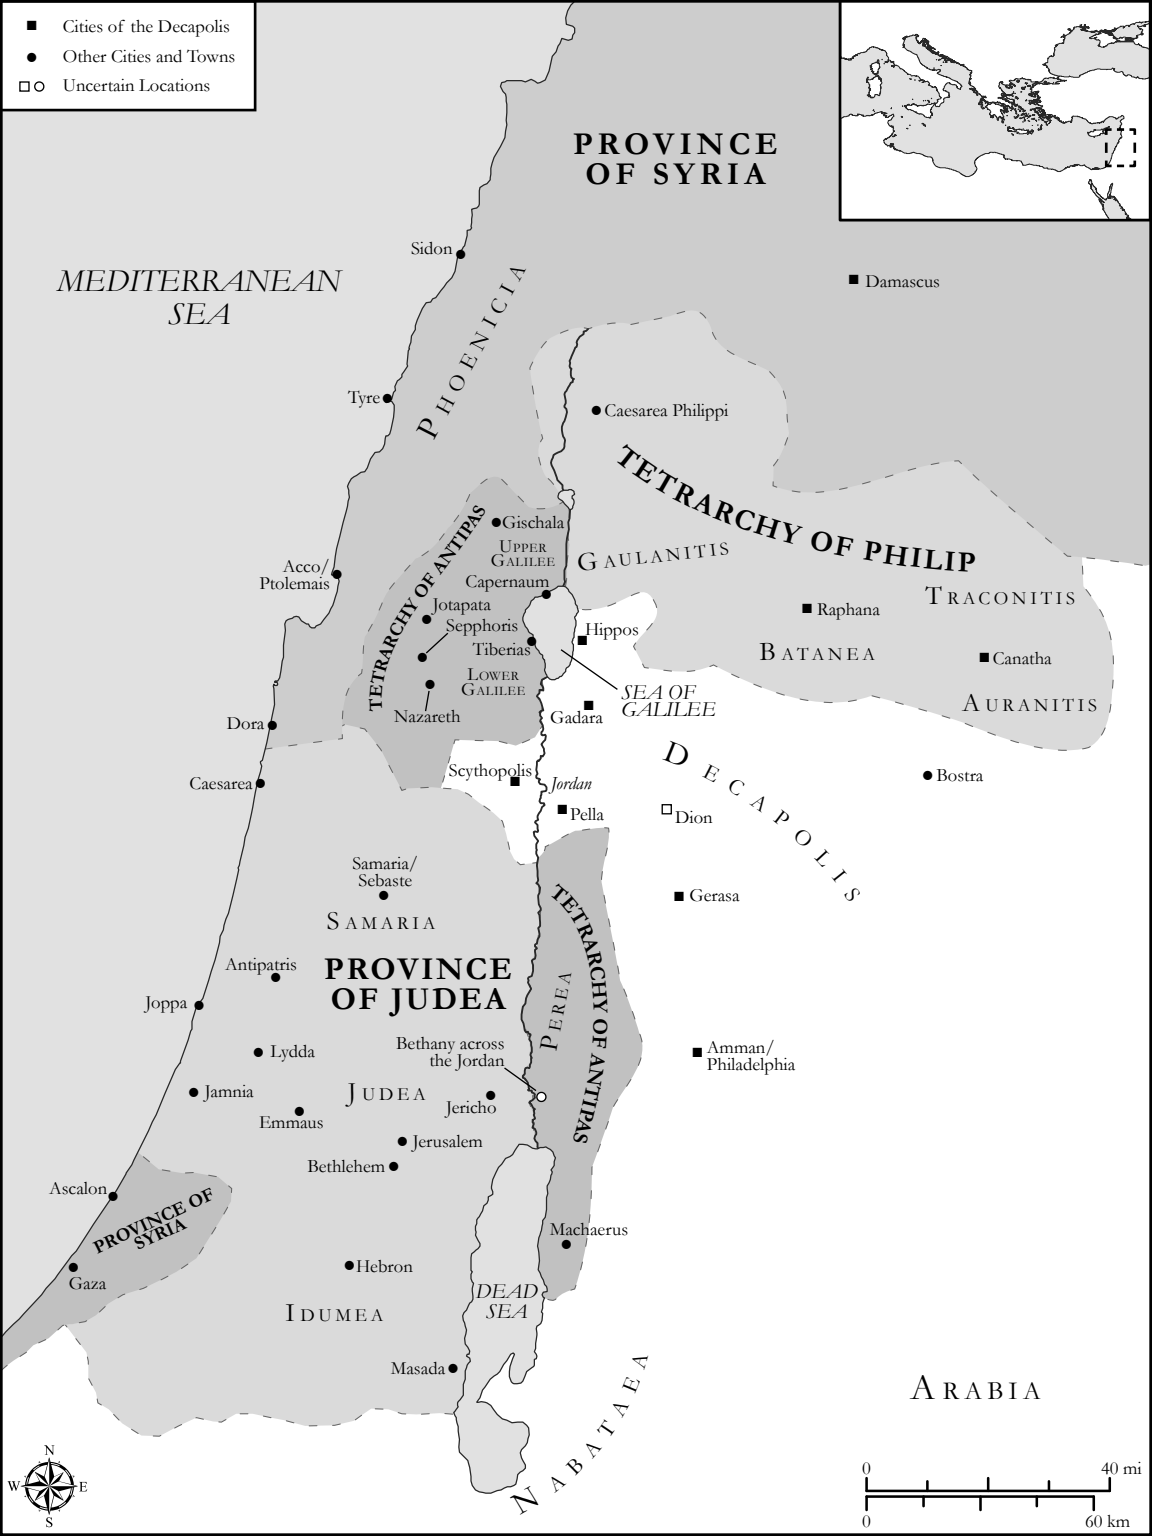 Cities of the Decapolis
Other Cities and Towns
Uncertain Locations
PROVINCE
OF SYRIA
Sidon
MEDITERRANEAN
SEA
Damascus
PHOENICIA
Tyre
Caesarea Philippi
TETRARCHY OF PHILIP
TETRARCHY OF ANTIPAS
Gischala
UPPER
GALILEE
GAULANITIS
Acco/
Ptolemais
Capernaum
TRACONITIS
Jotapata
Raphana
Sepphoris
Hippos
Tiberias
BATANEA
Canatha
LOWER
GALILEE
SEA OF
GALILEE
AURANITIS
Nazareth
Gadara
Dora
DECAPOLIS
Scythopolis
Caesarea
Jordan
Bostra
Pella
Dion
Samaria/
Sebaste
Gerasa
SAMARIA
TETRARCHY OF ANTIPAS
Antipatris
PROVINCE
OF JUDEA
Joppa
PEREA
Bethany across
the Jordan
Lydda
Amman/
Philadelphia
Jamnia
JUDEA
Jericho
Emmaus
Jerusalem
Bethlehem
Ascalon
PROVINCE OF
SYRIA
Machaerus
Gaza
Hebron
DEAD
SEA
IDUMEA
Masada
NABATAEA
ARABIA
N
W
E
S
0
40 mi
0
60 km